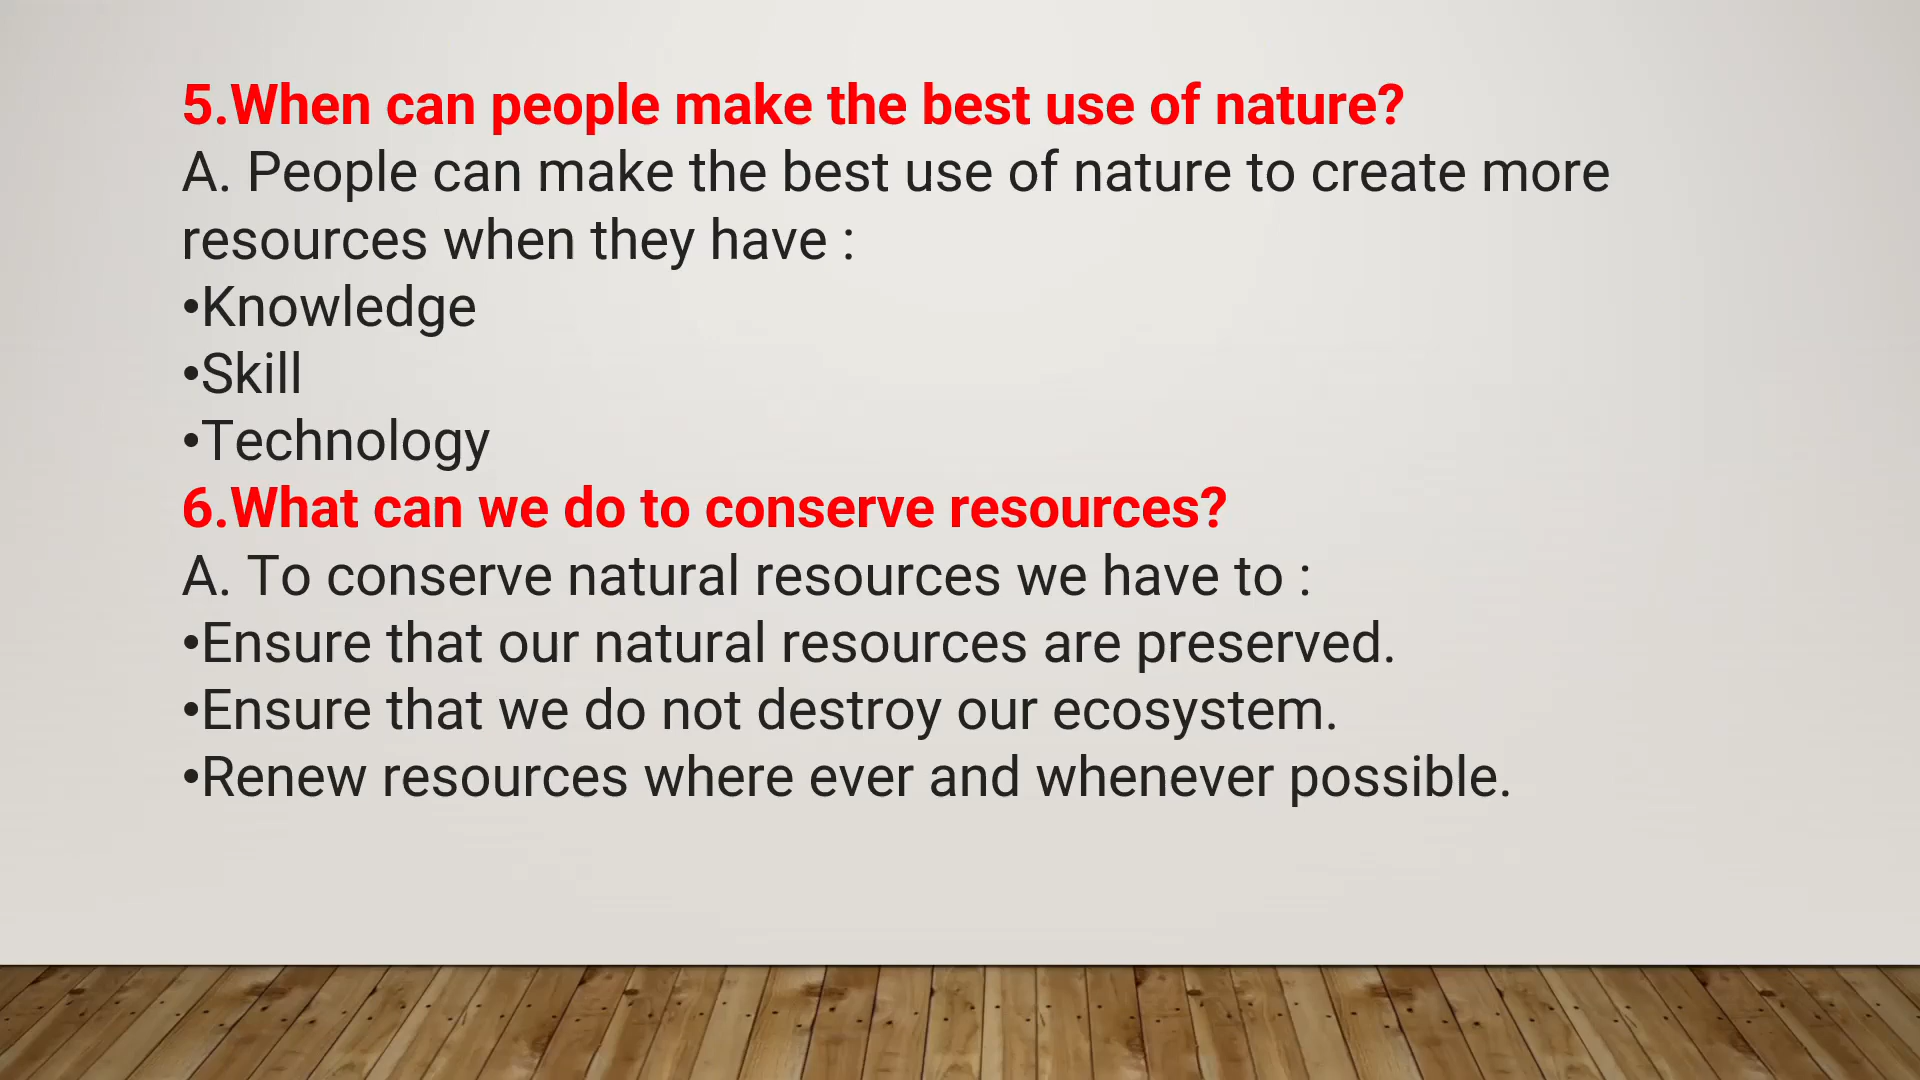 5.When can people make the best use of nature?
A. People can make the best use of nature to create more
resources when they have :
•Knowledge
•Skill
•Technology
6.What can we do to conserve resources?
A. To conserve natural resources we have to :
•Ensure that our natural resources are preserved.
•Ensure that we do not destroy our ecosystem.
•Renew resources where ever and whenever possible.